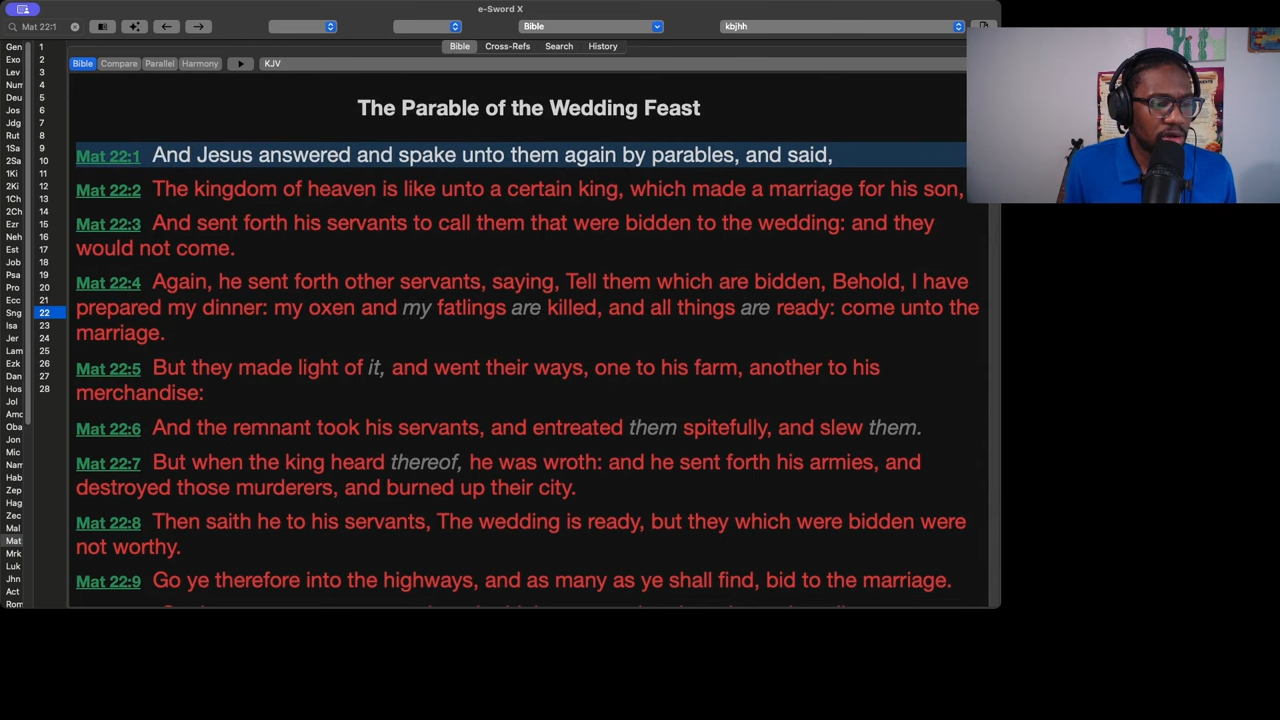 e-Sword X
Mat 22:1
Bible
kbjhh
Bible Cross-Refs Search History
Bible Compare Parallel Harmony KJV
Gen 1
Exo 2
Lev 3
Num 4
Deu 5
Jos 6
Jdg 7
Rut 8
1Sa 9
2Sa 10
1Ki 11
2Ki 12
1Ch 13
2Ch 14
Ezr 15
Neh 16
Est 17
Job 18
Psa 19
Pro 20
Ecc 21
Sng 22
Isa 23
Jer 24
Lam 25
Ezk 26
Dan 27
Hos 28
Jol
Amo
Oba
Jon
Mic
Nam
Hab
Zep
Hag
Zec
Mal
Mat
Mrk
Luk
Jhn
Act
Rom
The Parable of the Wedding Feast
Mat 22:1 And Jesus answered and spake unto them again by parables, and said,
Mat 22:2 The kingdom of heaven is like unto a certain king, which made a marriage for his son,
Mat 22:3 And sent forth his servants to call them that were bidden to the wedding: and they
would not come.
Mat 22:4 Again, he sent forth other servants, saying, Tell them which are bidden, Behold, I have
prepared my dinner: my oxen and my fatlings are killed, and all things are ready: come unto the
marriage.
Mat 22:5 But they made light of it, and went their ways, one to his farm, another to his
merchandise:
Mat 22:6 And the remnant took his servants, and entreated them spitefully, and slew them.
Mat 22:7 But when the king heard thereof, he was wroth: and he sent forth his armies, and
destroyed those murderers, and burned up their city.
Mat 22:8 Then saith he to his servants, The wedding is ready, but they which were bidden were
not worthy.
Mat 22:9 Go ye therefore into the highways, and as many as ye shall find, bid to the marriage.